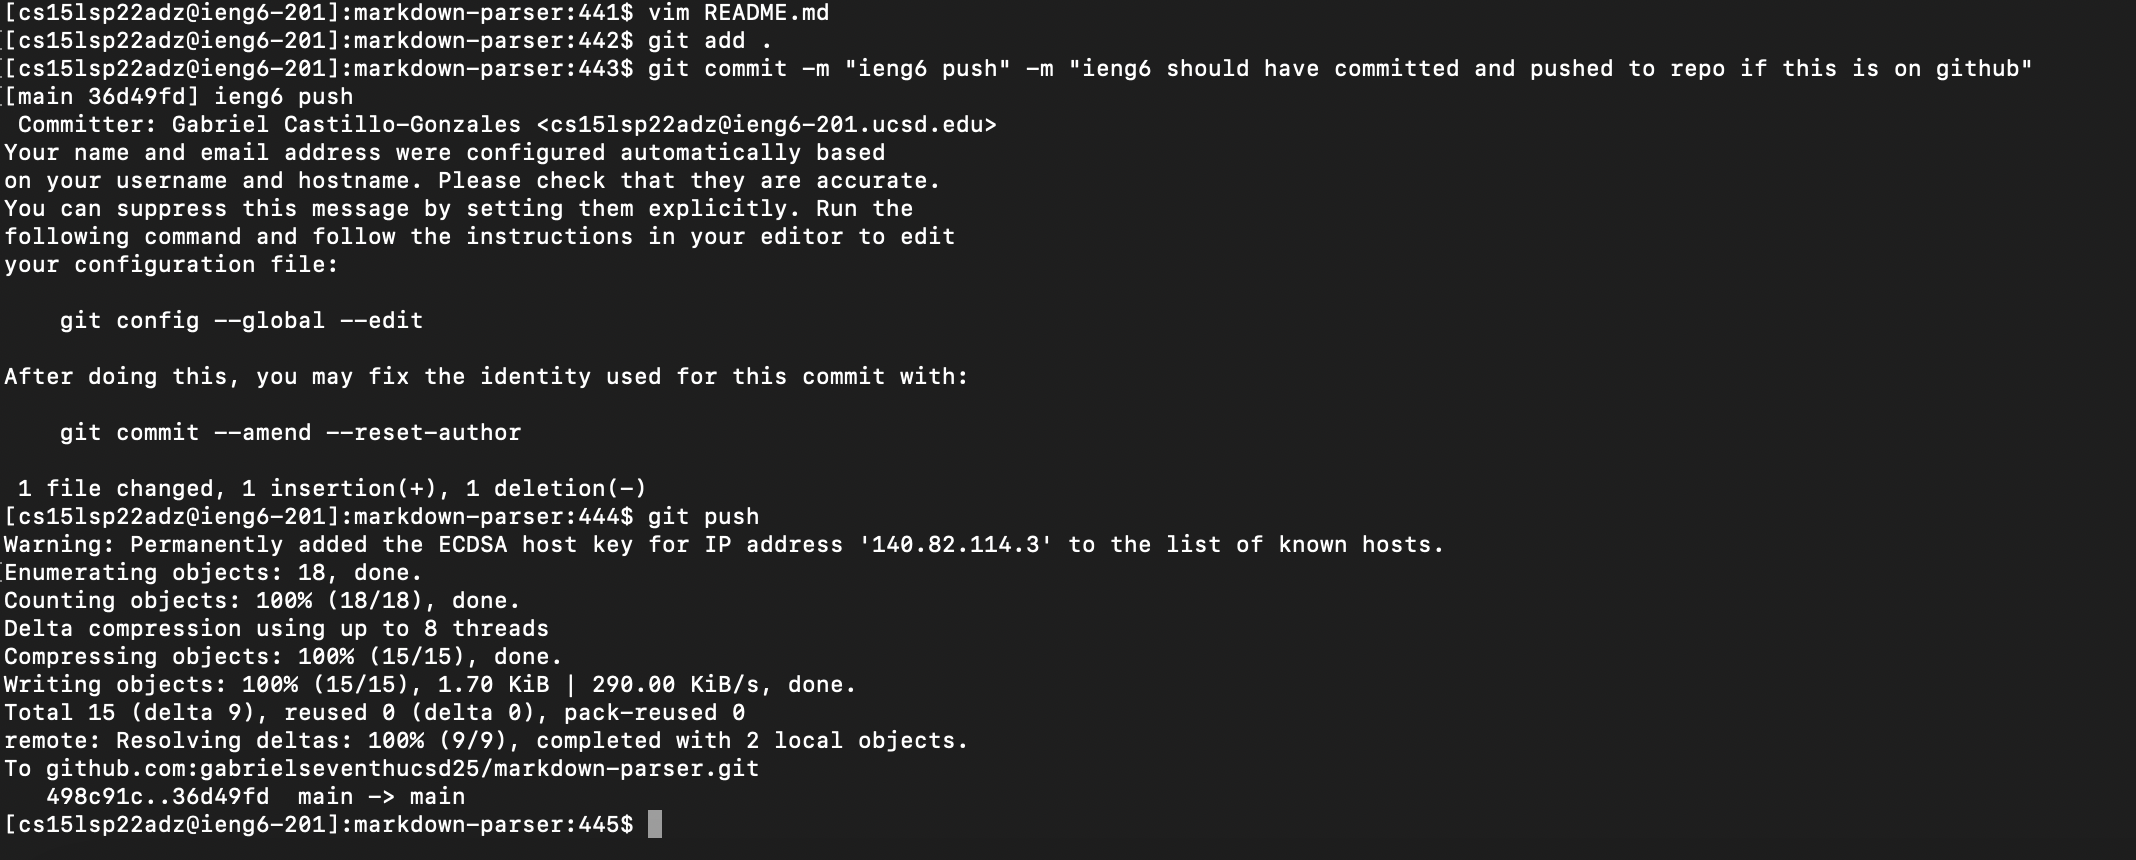 [cs15lsp22adz@ieng6-201]:markdown-parser:441$ vim README.md
[cs15lsp22adz@ieng6-201]:markdown-parser:442$ git add .
[cs15lsp22adz@ieng6-201]:markdown-parser:443$ git commit -m "ieng6 push" -m "ieng6 should have committed and pushed to repo if this is on github"
[main 36d49fd] ieng6 push
 Committer: Gabriel Castillo-Gonzales <cs15lsp22adz@ieng6-201.ucsd.edu>
Your name and email address were configured automatically based
on your username and hostname. Please check that they are accurate.
You can suppress this message by setting them explicitly. Run the
following command and follow the instructions in your editor to edit
your configuration file:

    git config --global --edit

After doing this, you may fix the identity used for this commit with:

    git commit --amend --reset-author

 1 file changed, 1 insertion(+), 1 deletion(-)
[cs15lsp22adz@ieng6-201]:markdown-parser:444$ git push
Warning: Permanently added the ECDSA host key for IP address '140.82.114.3' to the list of known hosts.
Enumerating objects: 18, done.
Counting objects: 100% (18/18), done.
Delta compression using up to 8 threads
Compressing objects: 100% (15/15), done.
Writing objects: 100% (15/15), 1.70 KiB | 290.00 KiB/s, done.
Total 15 (delta 9), reused 0 (delta 0), pack-reused 0
remote: Resolving deltas: 100% (9/9), completed with 2 local objects.
To github.com:gabrielseventhucsd25/markdown-parser.git
   498c91c..36d49fd  main -> main
[cs15lsp22adz@ieng6-201]:markdown-parser:445$